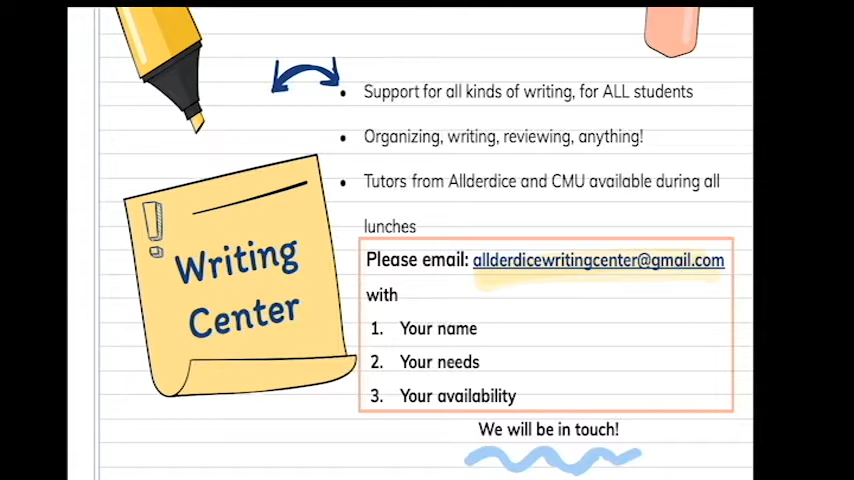 Support for all kinds of writing, for ALL students
Organizing, writing, reviewing, anything!
Tutors from Allderdice and CMU available during all
lunches
Writing
Center
Please email: allderdicewritingcenter@gmail.com
with
1. Your name
2. Your needs
3. Your availability
We will be in touch!